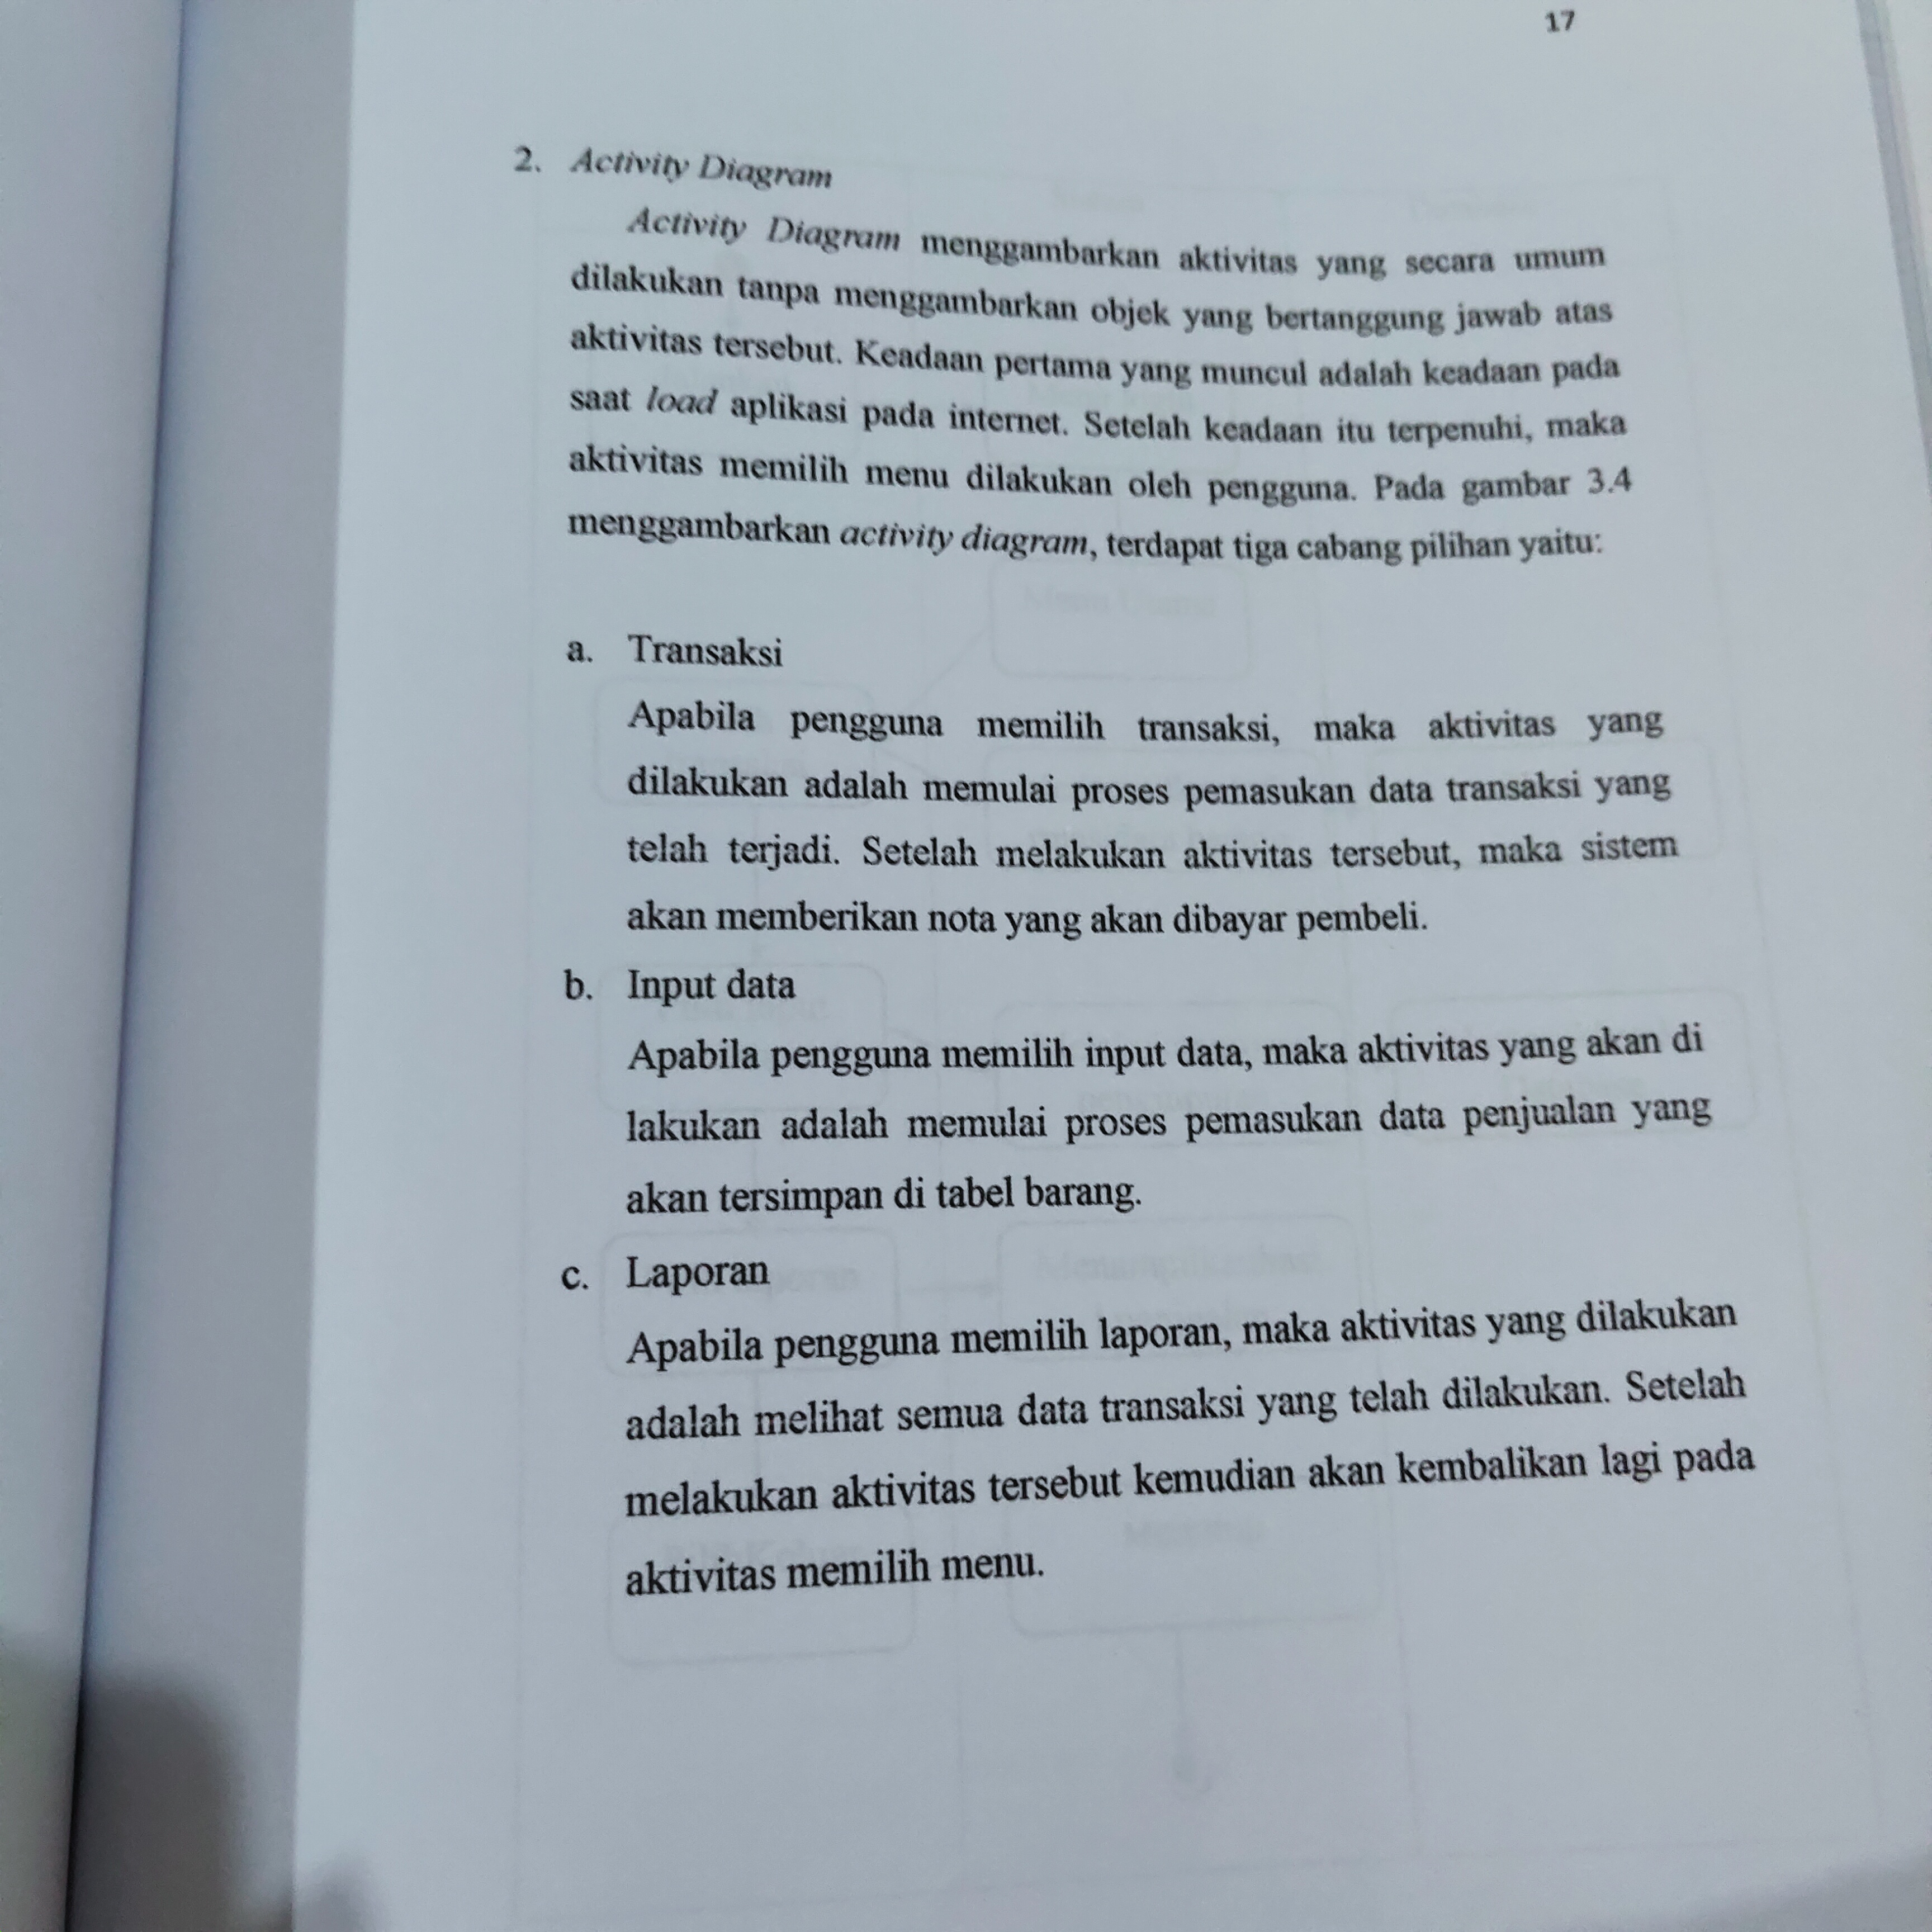 17
2. Activity Diagram
Activity Diagram menggambarkan aktivitas yang secara umum
dilakukan tanpa menggambarkan objek yang bertanggung jawab atas
aktivitas tersebut. Keadaan pertama yang muncul adalah keadaan pada
saat load aplikasi pada internet. Setelah keadaan itu terpenuhi, maka
aktivitas memilih menu dilakukan oleh pengguna. Pada gambar 3.4
menggambarkan activity diagram, terdapat tiga cabang pilihan yaitu:
a. Transaksi
Apabila pengguna memilih transaksi, maka aktivitas yang
dilakukan adalah memulai proses pemasukan data transaksi yang
telah terjadi. Setelah melakukan aktivitas tersebut, maka sistem
akan memberikan nota yang akan dibayar pembeli.
b. Input data
Apabila pengguna memilih input data, maka aktivitas yang akan di
lakukan adalah memulai proses pemasukan data penjualan yang
akan tersimpan di tabel barang.
c. Laporan
Apabila pengguna memilih laporan, maka aktivitas yang dilakukan
adalah melihat semua data transaksi yang telah dilakukan. Setelah
melakukan aktivitas tersebut kemudian akan kembalikan lagi pada
aktivitas memilih menu.